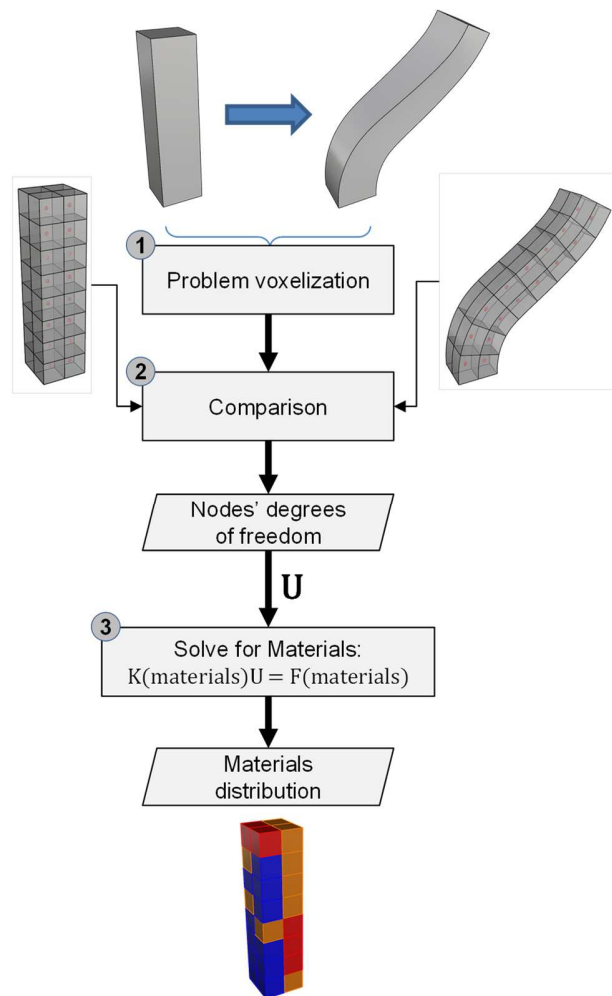 1
Problem voxelization
2
Comparison
Nodes’ degrees
of freedom
U
3
Solve for Materials:
K(materials)U = F(materials)
Materials
distribution